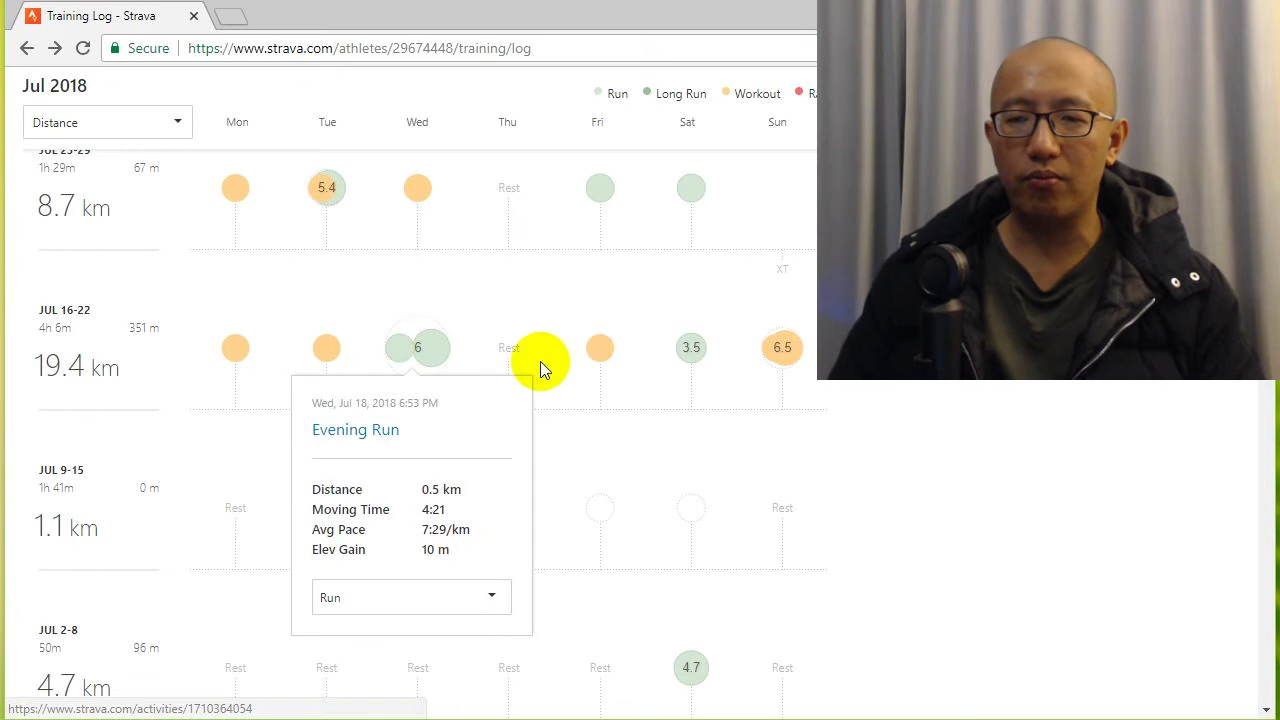 Training Log - Strava
Secure https://www.strava.com/athletes/29674448/training/log
Jul 2018
Run Long Run Workout
Distance Mon Tue Wed Thu Fri Sat Sun
JUL 23-29
1h 29m 67 m
8.7 km
5.4 Rest
XT
JUL 16-22
4h 6m 351 m
19.4 km
6 Rest 3.5 6.5
Wed, Jul 18, 2018 6:53 PM
Evening Run
Distance 0.5 km
Moving Time 4:21
Avg Pace 7:29/km
Elev Gain 10 m
Run
JUL 9-15
1h 41m 0 m
1.1 km
Rest Rest
JUL 2-8
50m 96 m
4.7 km
Rest Rest Rest Rest Rest 4.7 Rest
https://www.strava.com/activities/1710364054